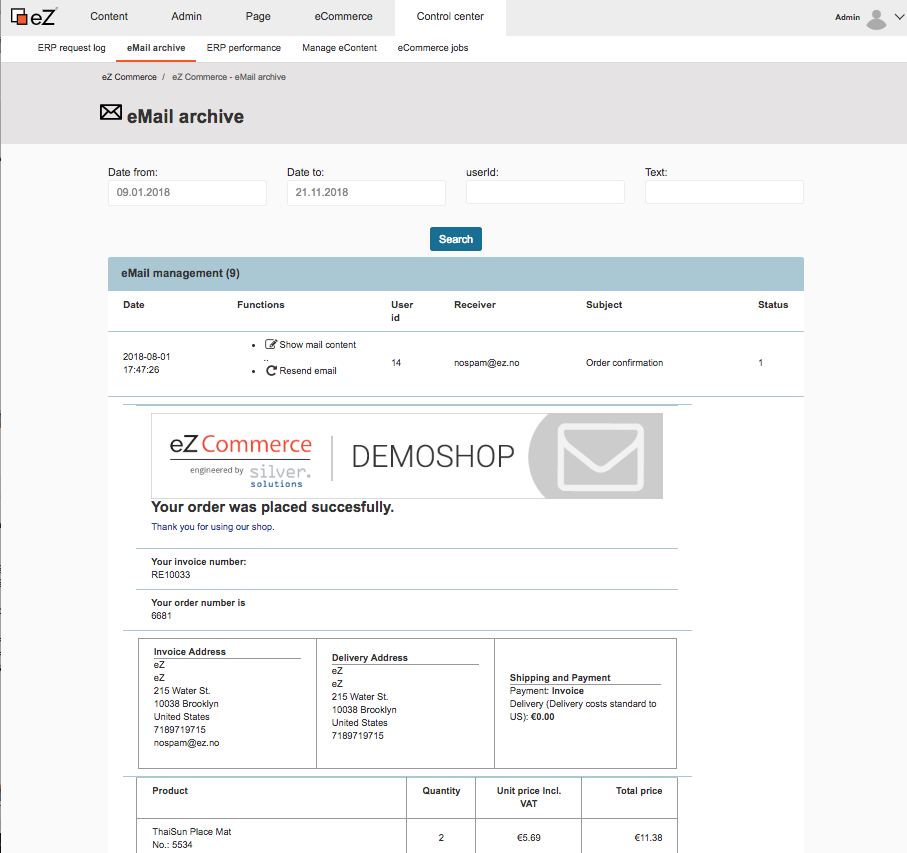 eZ
Content Admin Page eCommerce Control center Admin
ERP request log eMail archive ERP performance Manage eContent eCommerce jobs
eZ Commerce / eZ Commerce - eMail archive
eMail archive
Date from: Date to: userId: Text:
09.01.2018 21.11.2018
Search
eMail management (9)
Date Functions User id Receiver Subject Status
2018-08-01 17:47:26
• Show mail content
..
• Resend email
14 nospam@ez.no Order confirmation 1
eZ Commerce
engineered by silver.
solutions
DEMOSHOP
Your order was placed succesfully.
Thank you for using our shop.
Your invoice number:
RE10033
Your order number is
6681
Invoice Address
eZ
eZ
215 Water St.
10038 Brooklyn
United States
7189719715
nospam@ez.no
Delivery Address
eZ
eZ
215 Water St.
10038 Brooklyn
United States
7189719715
Shipping and Payment
Payment: Invoice
Delivery (Delivery costs standard to
US): €0.00
Product Quantity Unit price Incl. VAT Total price
ThaiSun Place Mat
No.: 5534
2 €5.69 €11.38